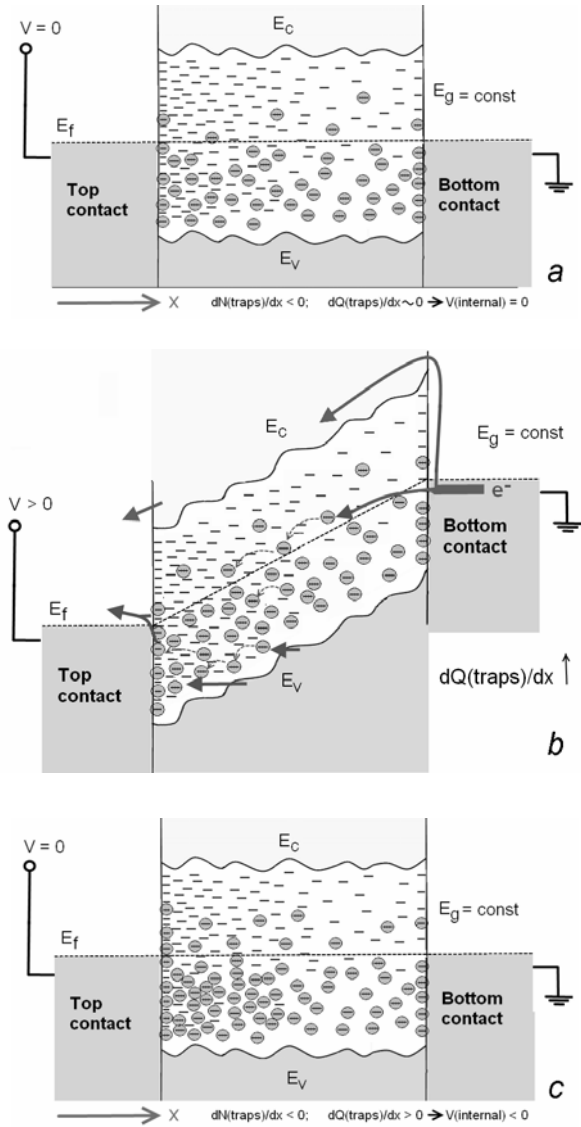 V = 0
E_C
E_g = const
E_f
Top
contact
Bottom
contact
E_V
a
X dN(traps)/dx < 0; dQ(traps)/dx ~ 0 → V(internal) = 0
E_C
E_g = const
V > 0
e⁻
Bottom
contact
E_f
Top
contact
E_V
dQ(traps)/dx ↑
b
V = 0
E_C
E_g = const
E_f
Top
contact
Bottom
contact
E_V
c
X dN(traps)/dx < 0; dQ(traps)/dx > 0 → V(internal) < 0